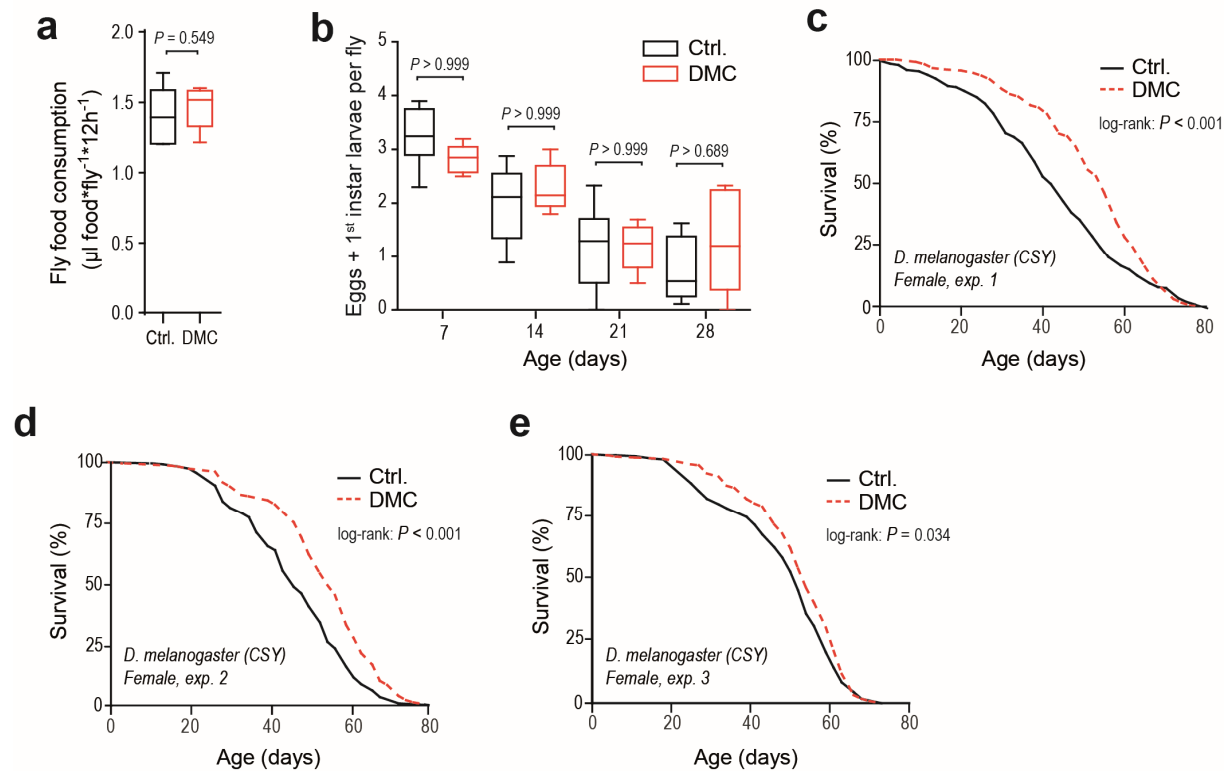 a
2.0
1.5
1.0
0.5
0.0
P = 0.549
Fly food consumption
(µl food*fly⁻¹*12h⁻¹)
Ctrl. DMC
b
5
4
3
2
1
0
Eggs + 1ˢᵗ instar larvae per fly
P > 0.999
P > 0.999
P > 0.999
P > 0.689
Ctrl.
DMC
7 14 21 28
Age (days)
c
100
75
50
25
0
Survival (%)
Ctrl.
DMC
log-rank: P < 0.001
D. melanogaster (CSY)
Female, exp. 1
0 20 40 60 80
Age (days)
d
100
75
50
25
0
Survival (%)
Ctrl.
DMC
log-rank: P < 0.001
D. melanogaster (CSY)
Female, exp. 2
0 20 40 60 80
Age (days)
e
100
75
50
25
0
Survival (%)
Ctrl.
DMC
log-rank: P = 0.034
D. melanogaster (CSY)
Female, exp. 3
0 20 40 60 80
Age (days)